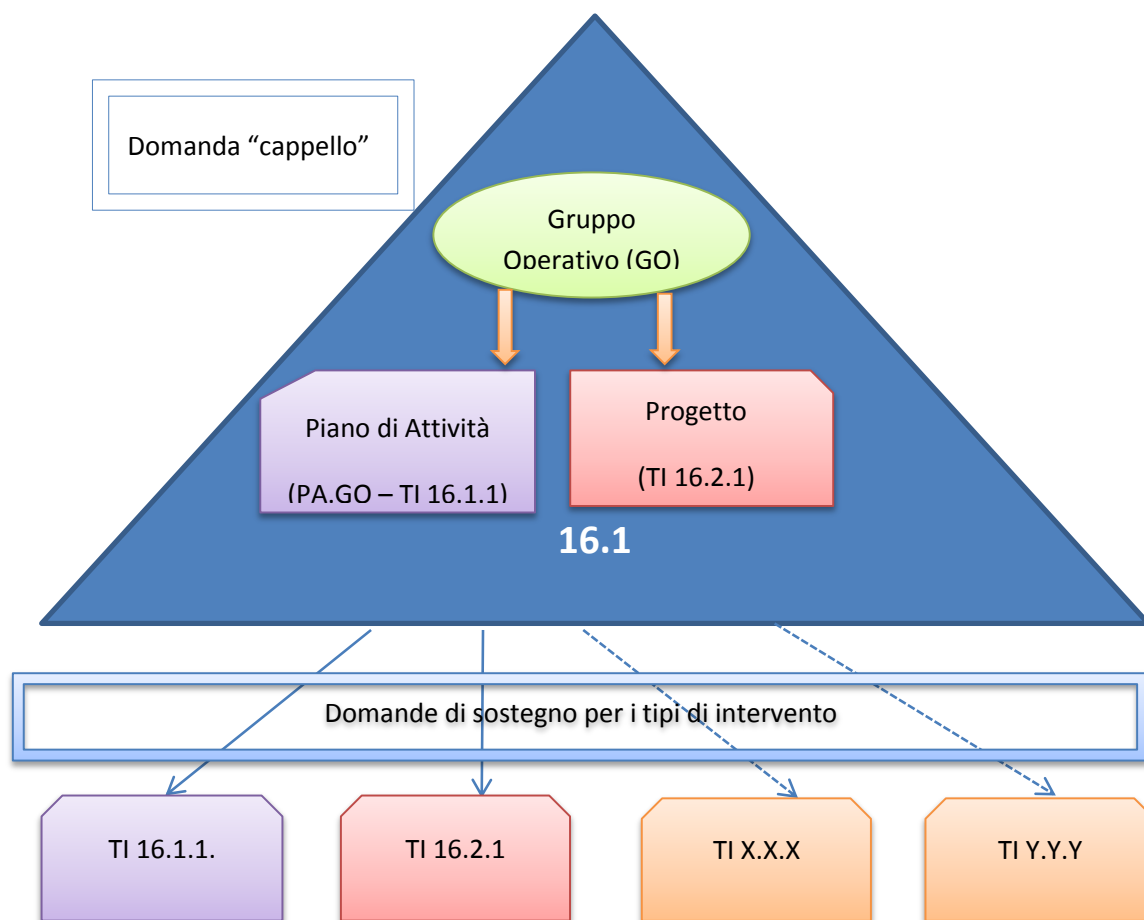 Domanda “cappello”
Gruppo
Operativo (GO)
Piano di Attività
(PA.GO – TI 16.1.1)
Progetto
(TI 16.2.1)
16.1
Domande di sostegno per i tipi di intervento
TI 16.1.1.
TI 16.2.1
TI X.X.X
TI Y.Y.Y